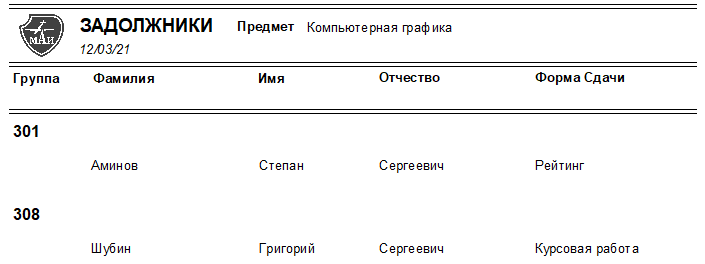 МАИ
ЗАДОЛЖНИКИ Предмет Компьютерная графика
12/03/21
Группа Фамилия Имя Отчество Форма Сдачи
301
Аминов Степан Сергеевич Рейтинг
308
Шубин Григорий Сергеевич Курсовая работа